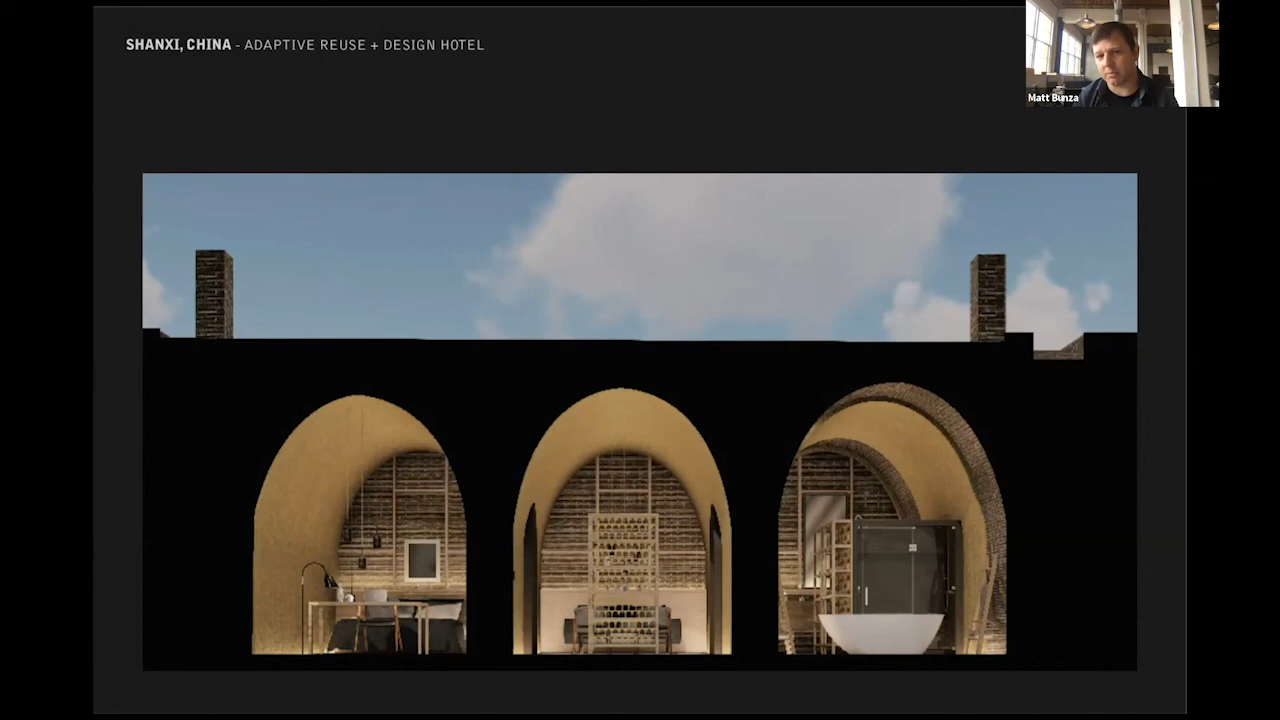 SHANXI, CHINA - ADAPTIVE REUSE + DESIGN HOTEL
Matt Bunza